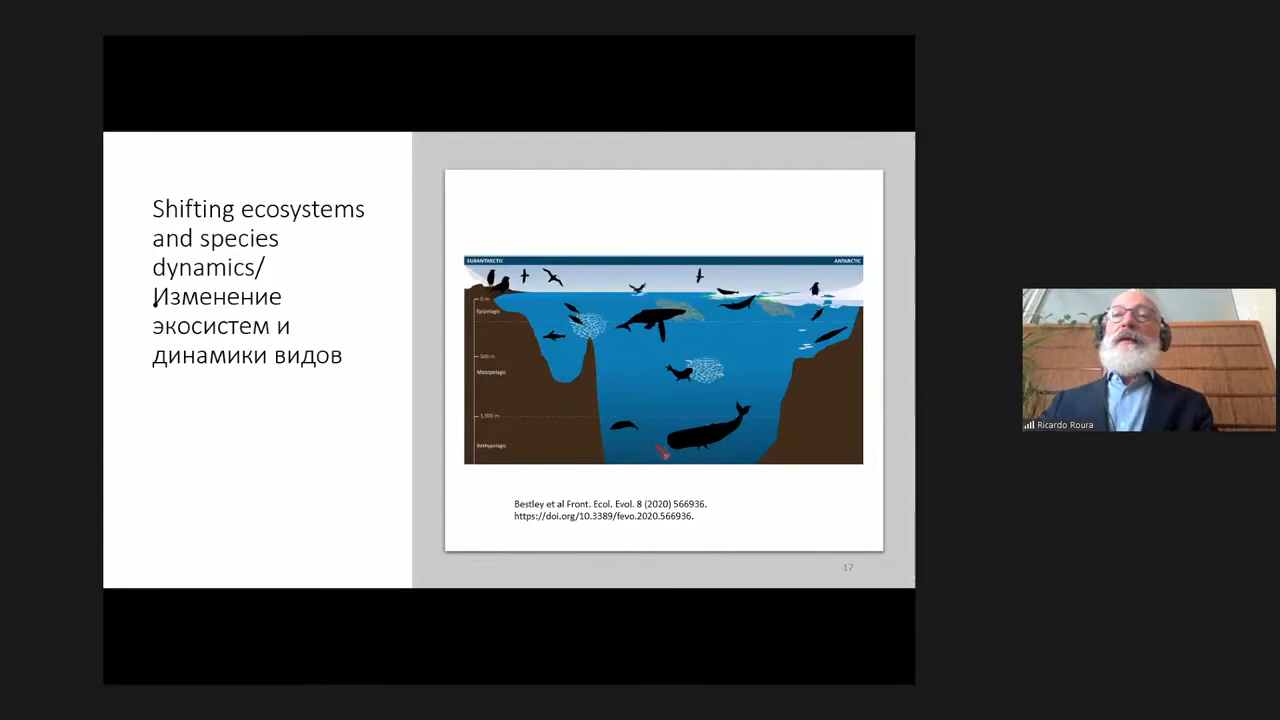 Shifting ecosystems
and species
dynamics/
Изменение
экосистем и
динамики видов
SUBANTARCTIC
ANTARCTIC
0 m
Epipelagic
500 m
Mesopelagic
1,000 m
Bathypelagic
Bestley et al Front. Ecol. Evol. 8 (2020) 566936.
https://doi.org/10.3389/fevo.2020.566936.
17
Ricardo Roura